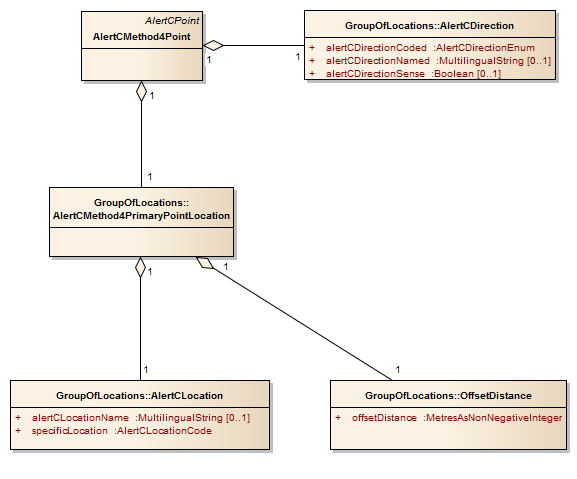 AlertCPoint
AlertCMethod4Point
GroupOfLocations::AlertCDirection
+ alertCDirectionCoded :AlertCDirectionEnum
+ alertCDirectionNamed :MultilingualString [0..1]
+ alertCDirectionSense :Boolean [0..1]
1
1
1
1
GroupOfLocations::
AlertCMethod4PrimaryPointLocation
1
1
1
1
GroupOfLocations::AlertCLocation
+ alertCLocationName :MultilingualString [0..1]
+ specificLocation :AlertCLocationCode
GroupOfLocations::OffsetDistance
+ offsetDistance :MetresAsNonNegativeInteger